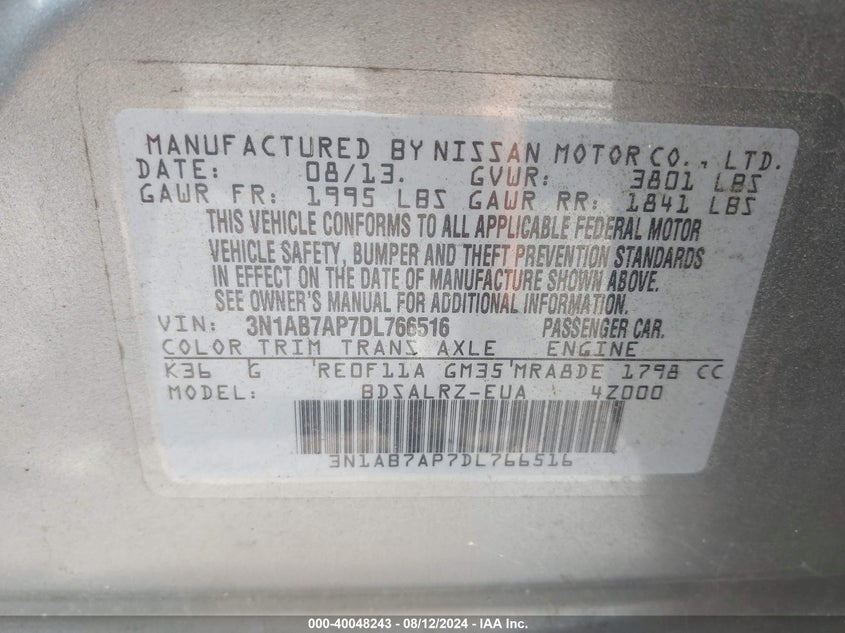 MANUFACTURED BY NISSAN MOTOR CO., LTD.
DATE: 08/13. GVWR: 3801 LBS
GAWR FR: 1995 LBS GAWR RR: 1841 LBS
THIS VEHICLE CONFORMS TO ALL APPLICABLE FEDERAL MOTOR
VEHICLE SAFETY, BUMPER AND THEFT PREVENTION STANDARDS
IN EFFECT ON THE DATE OF MANUFACTURE SHOWN ABOVE.
SEE OWNER'S MANUAL FOR ADDITIONAL INFORMATION.
VIN: 3N1AB7AP7DL766516 PASSENGER CAR.
COLOR TRIM TRANS AXLE ENGINE
K36 G RE0F11A GM35 MRA8DE 1798 CC
MODEL: BDSALRZ-EUA 4Z000
3N1AB7AP7DL766516
000-40048243 - 08/12/2024 - IAA Inc.